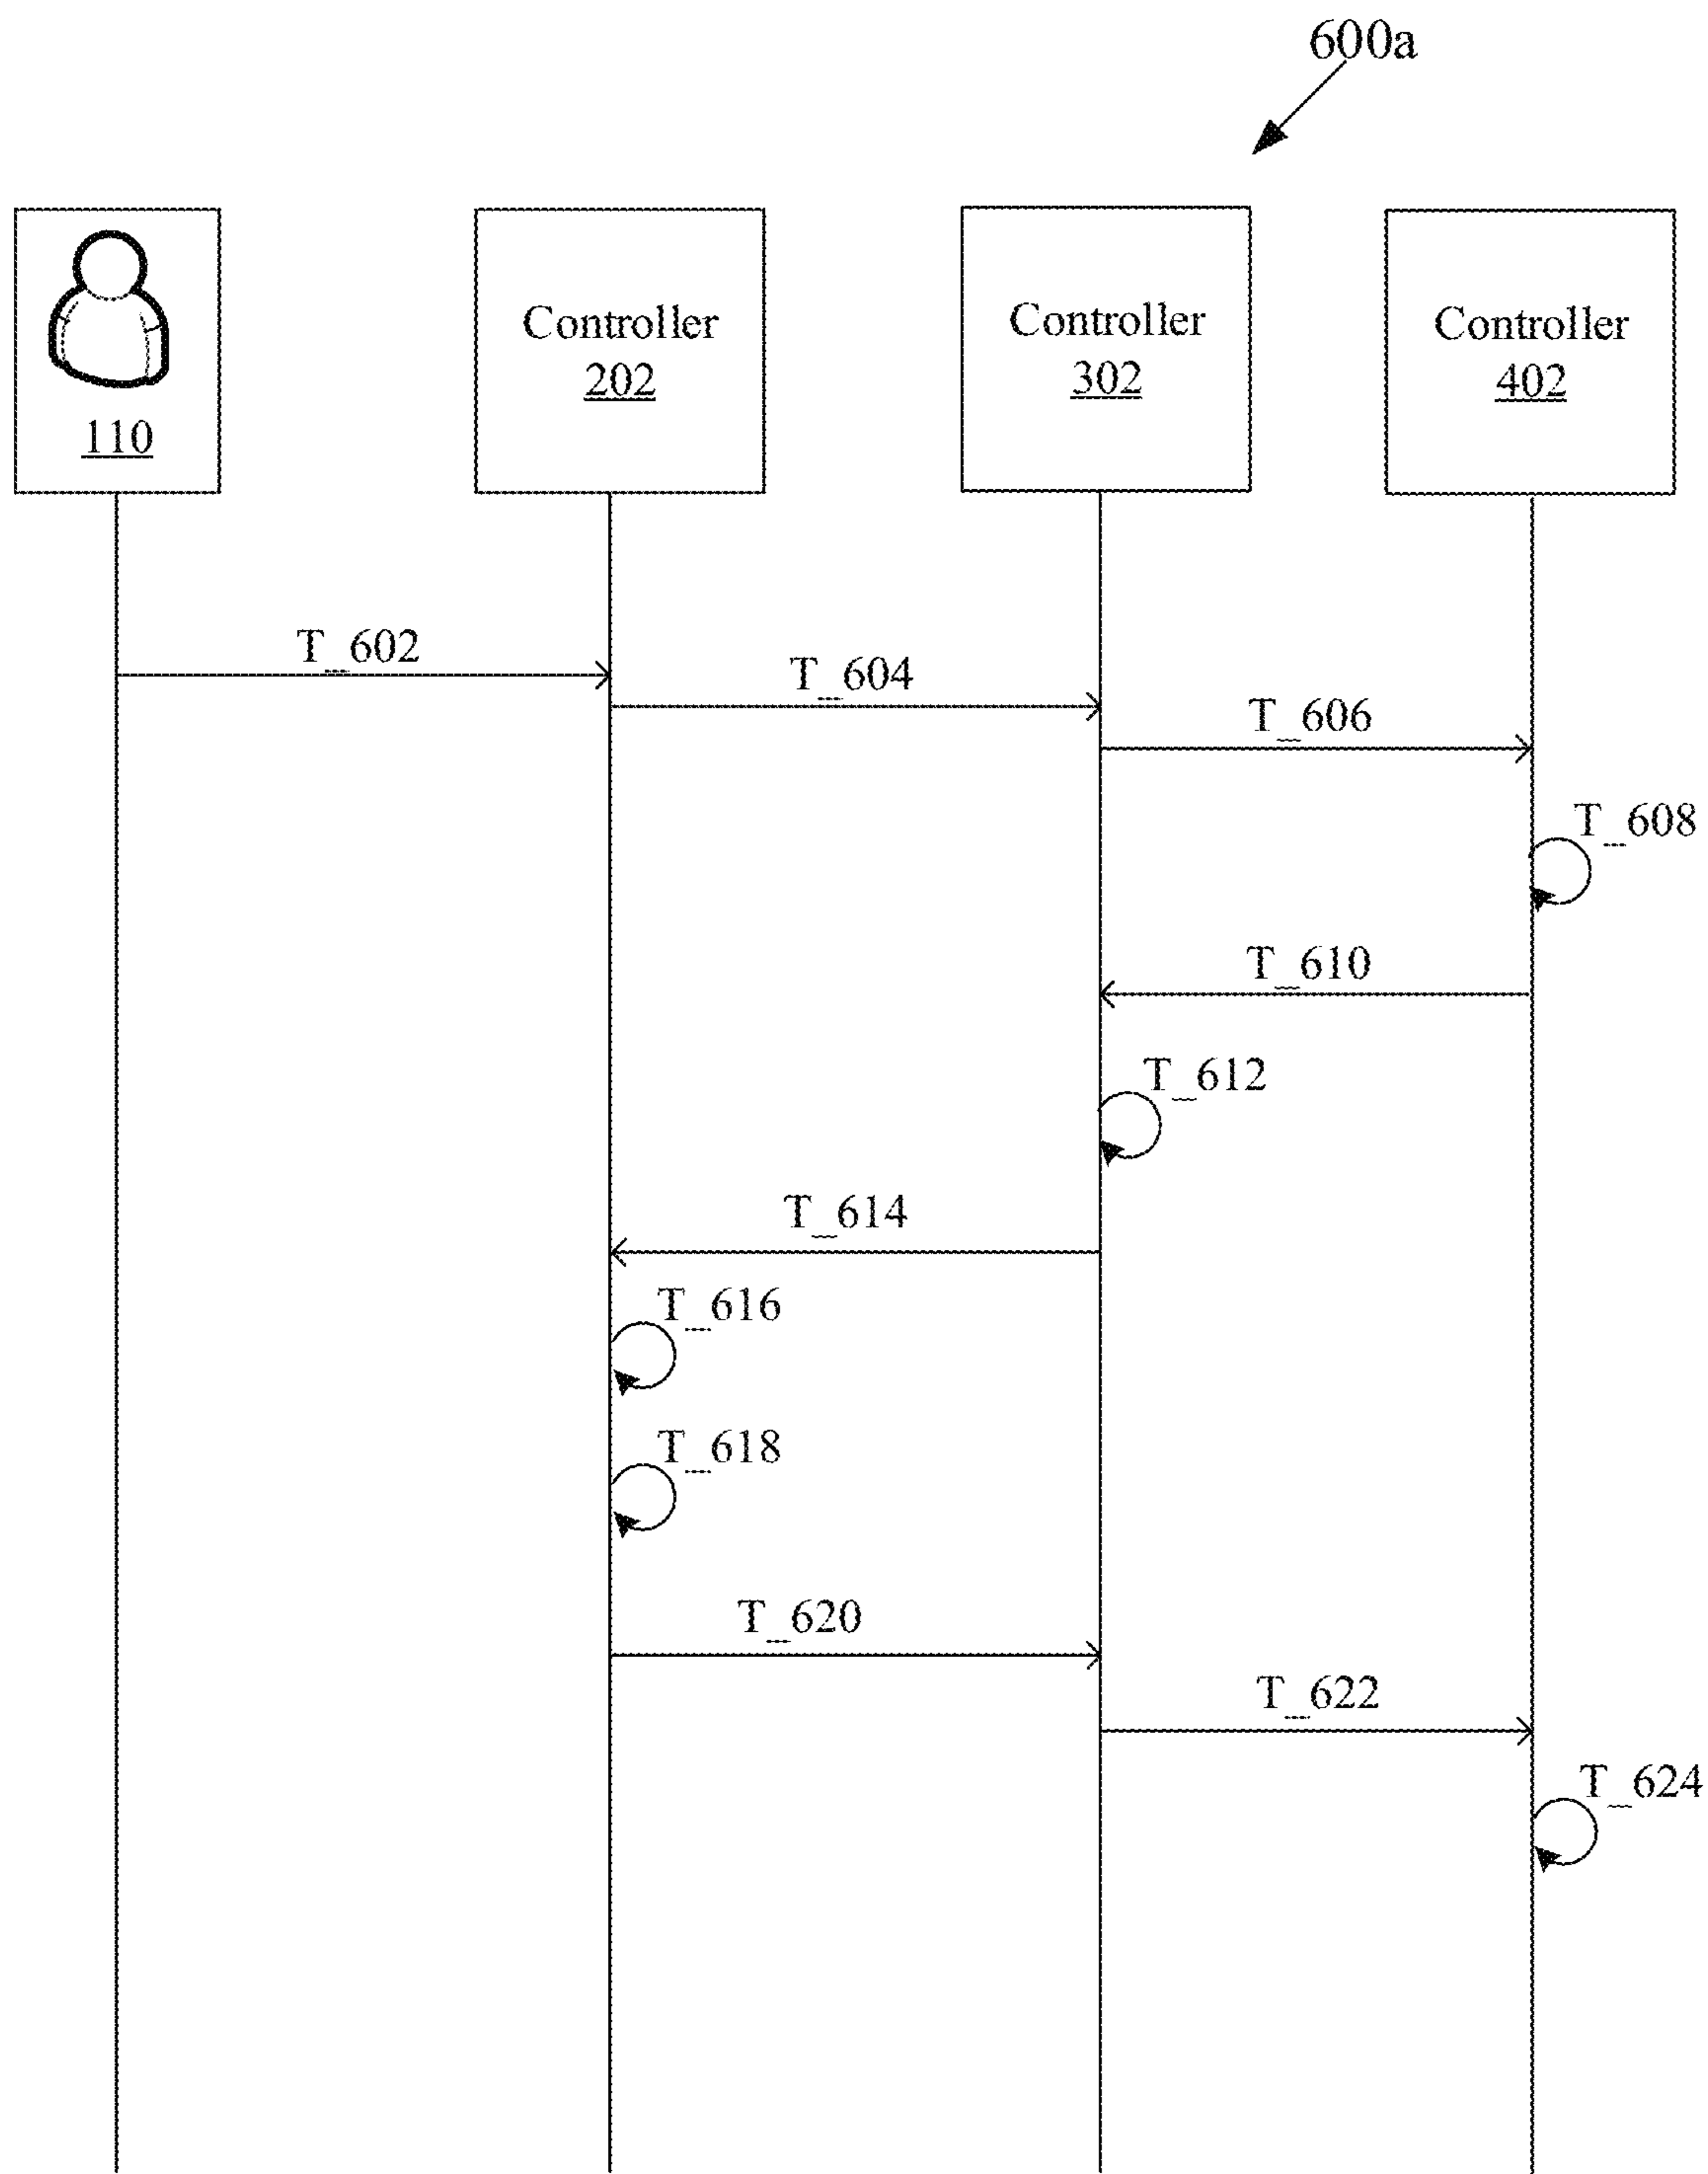 600a
110
Controller
202
Controller
302
Controller
402
T_602
T_604
T_606
T_608
T_610
T_612
T_614
T_616
T_618
T_620
T_622
T_624